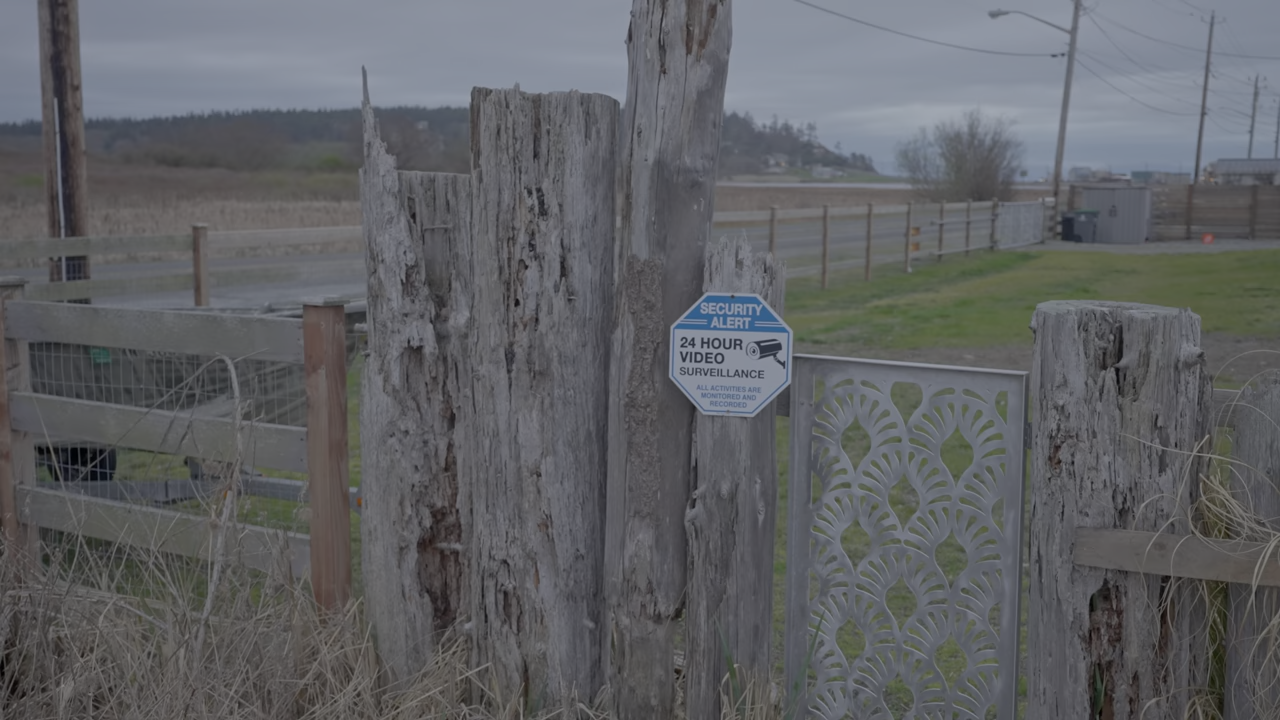 SECURITY
ALERT
24 HOUR
VIDEO
SURVEILLANCE
ALL ACTIVITIES ARE
MONITORED AND
RECORDED